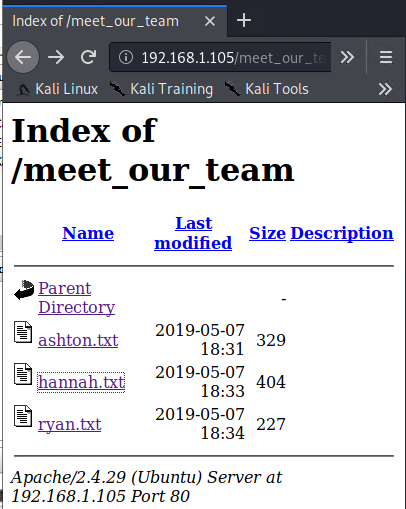 Index of /meet_our_team
192.168.1.105/meet_our_te
Kali Linux Kali Training Kali Tools
Index of
/meet_our_team
Name Last modified Size Description
Parent Directory -
ashton.txt 2019-05-07 18:31 329
hannah.txt 2019-05-07 18:33 404
ryan.txt 2019-05-07 18:34 227
Apache/2.4.29 (Ubuntu) Server at
192.168.1.105 Port 80